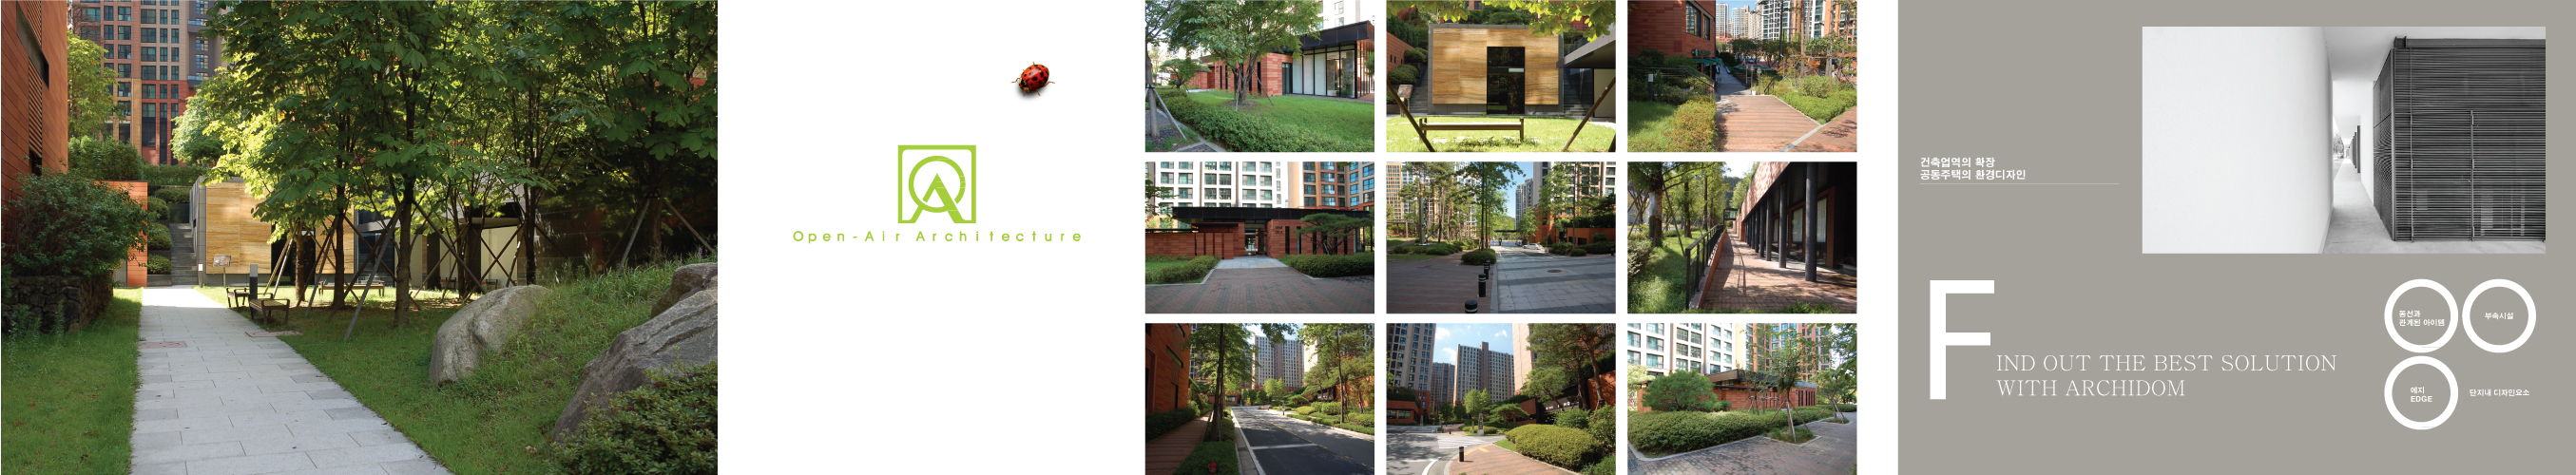 Open-Air Architecture
건축업역의 확장
공동주택의 환경디자인
FIND OUT THE BEST SOLUTION
WITH ARCHIDOM
동선과
관계된 아이템
부속시설
에지
EDGE
단지내 디자인요소